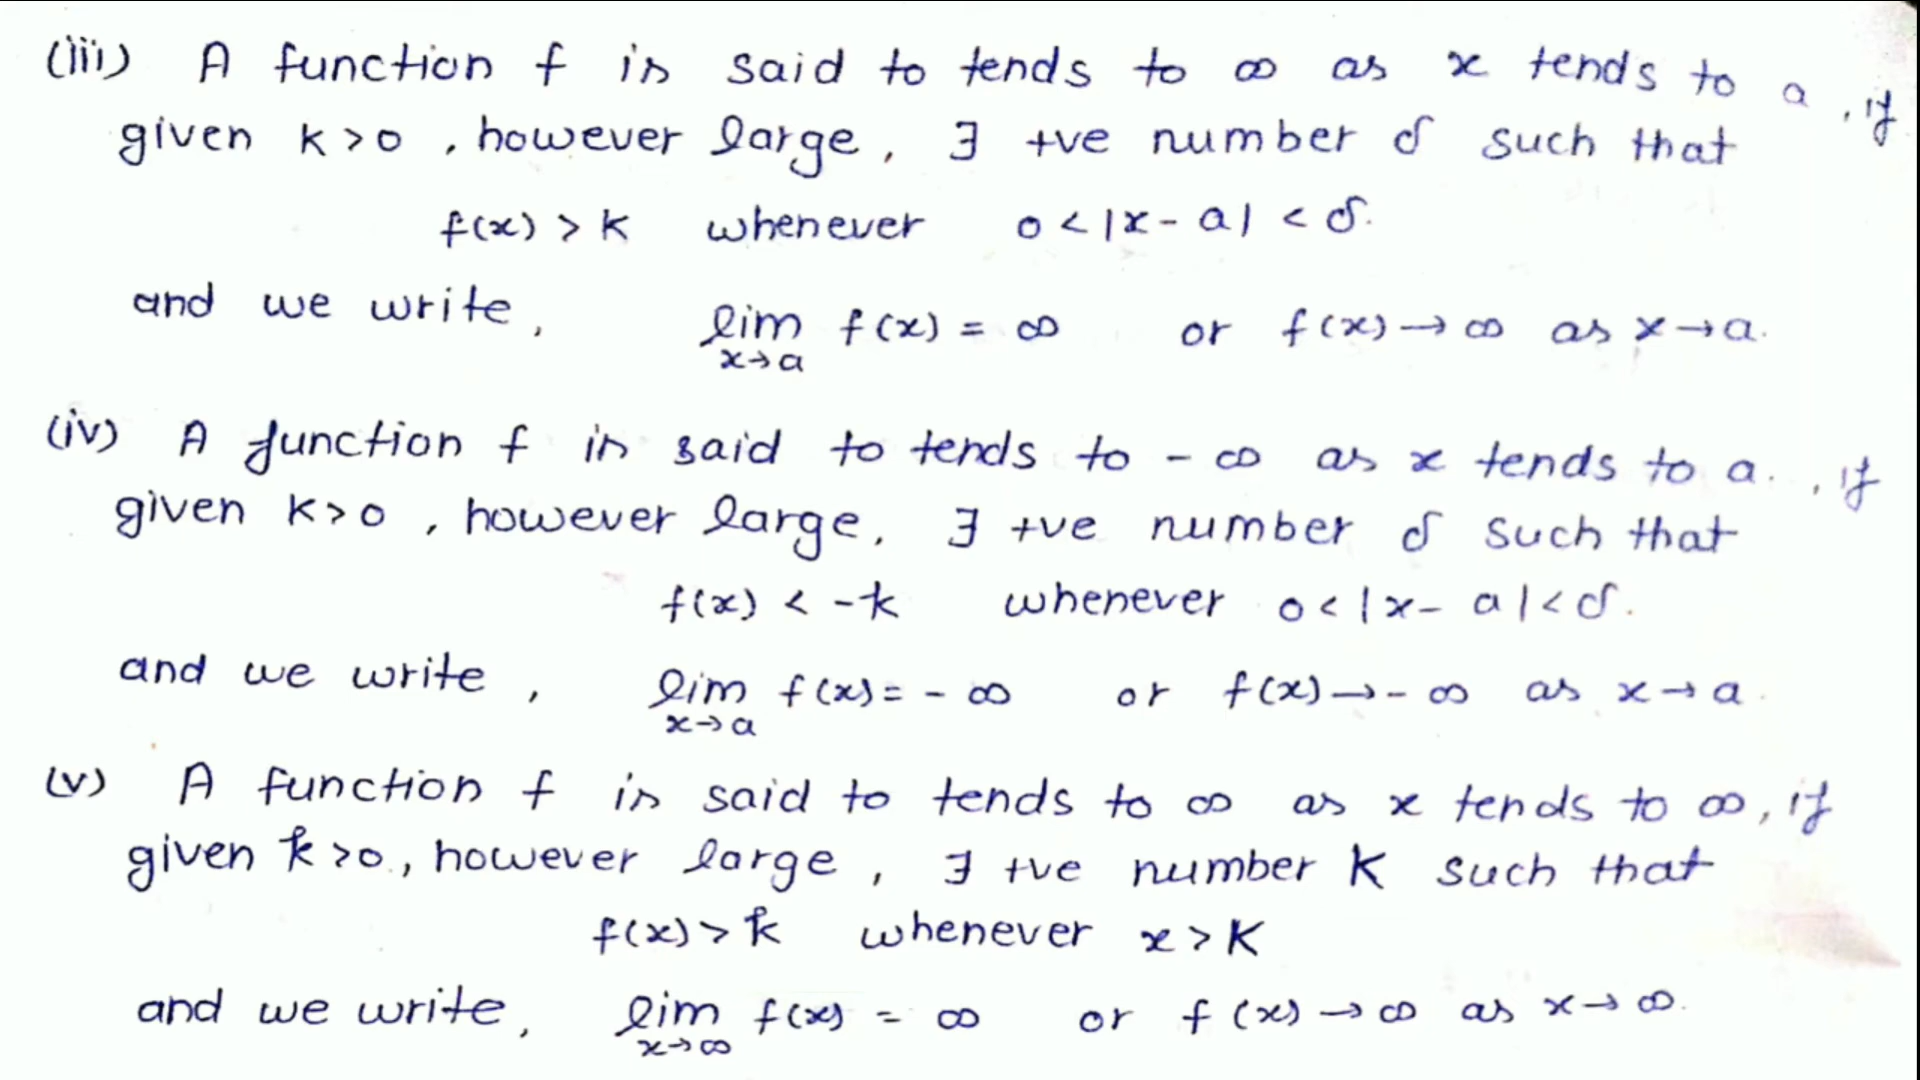 (iii) A function f is said to tends to ∞ as x tends to a, if
given k>0, however large, ∃ +ve number δ such that
f(x) > k whenever 0<|x-a| < δ.
and we write, lim x→a f(x) = ∞ or f(x) → ∞ as x→a.
(iv) A function f is said to tends to -∞ as x tends to a., if
given k>0, however large, ∃ +ve number δ such that
f(x) < -k whenever 0<|x-a|<δ.
and we write, lim x→a f(x) = -∞ or f(x)→-∞ as x→a.
(v) A function f is said to tends to ∞ as x tends to ∞, if
given k>0, however large, ∃ +ve number K such that
f(x)>k whenever x>K
and we write, lim x→∞ f(x) = ∞ or f(x)→∞ as x→∞.